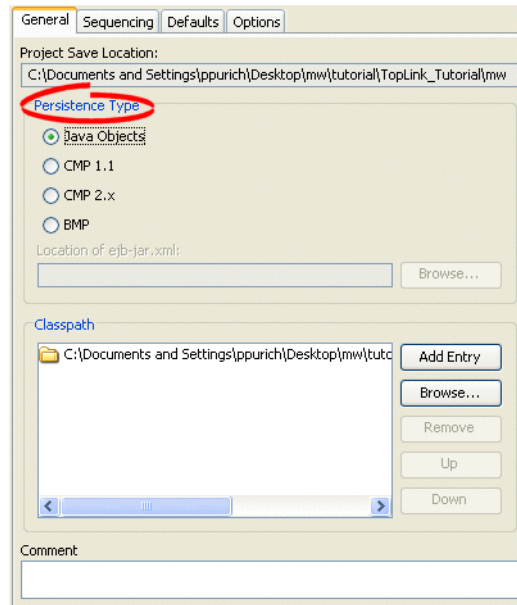 General Sequencing Defaults Options
Project Save Location:
C:\Documents and Settings\ppurich\Desktop\mw\tutorial\TopLink_Tutorial\mw
Persistence Type
Java Objects
CMP 1.1
CMP 2.x
BMP
Location of ejb-jar.xml:
Browse...
Classpath
C:\Documents and Settings\ppurich\Desktop\mw\tutc
Add Entry
Browse...
Remove
Up
Down
Comment